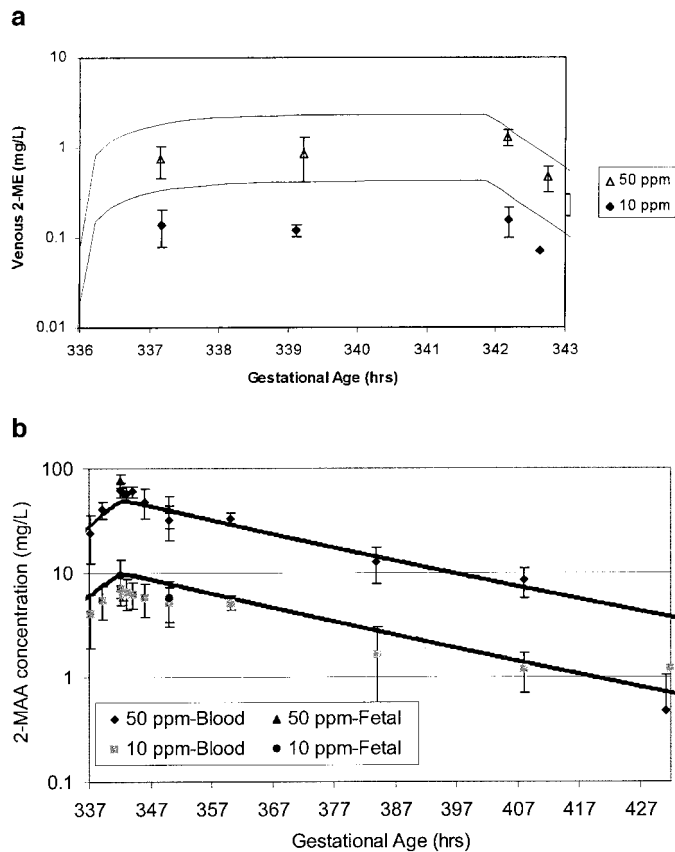 a
10
1
0.1
0.01
Venous 2-ME (mg/L)
336 337 338 339 340 341 342 343
Gestational Age (hrs)
50 ppm
10 ppm
b
100
10
1
0.1
2-MAA concentration (mg/L)
50 ppm-Blood 50 ppm-Fetal
10 ppm-Blood 10 ppm-Fetal
337 347 357 367 377 387 397 407 417 427
Gestational Age (hrs)